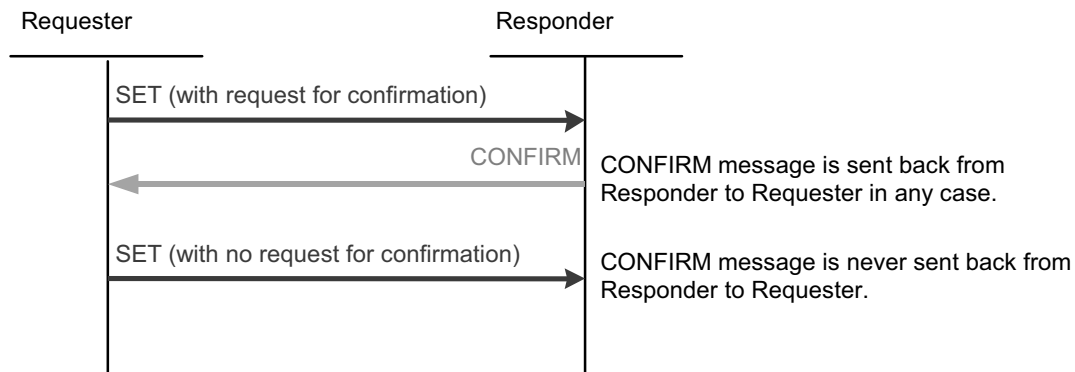 Requester
Responder
SET (with request for confirmation)
CONFIRM
CONFIRM message is sent back from
Responder to Requester in any case.
SET (with no request for confirmation)
CONFIRM message is never sent back from
Responder to Requester.